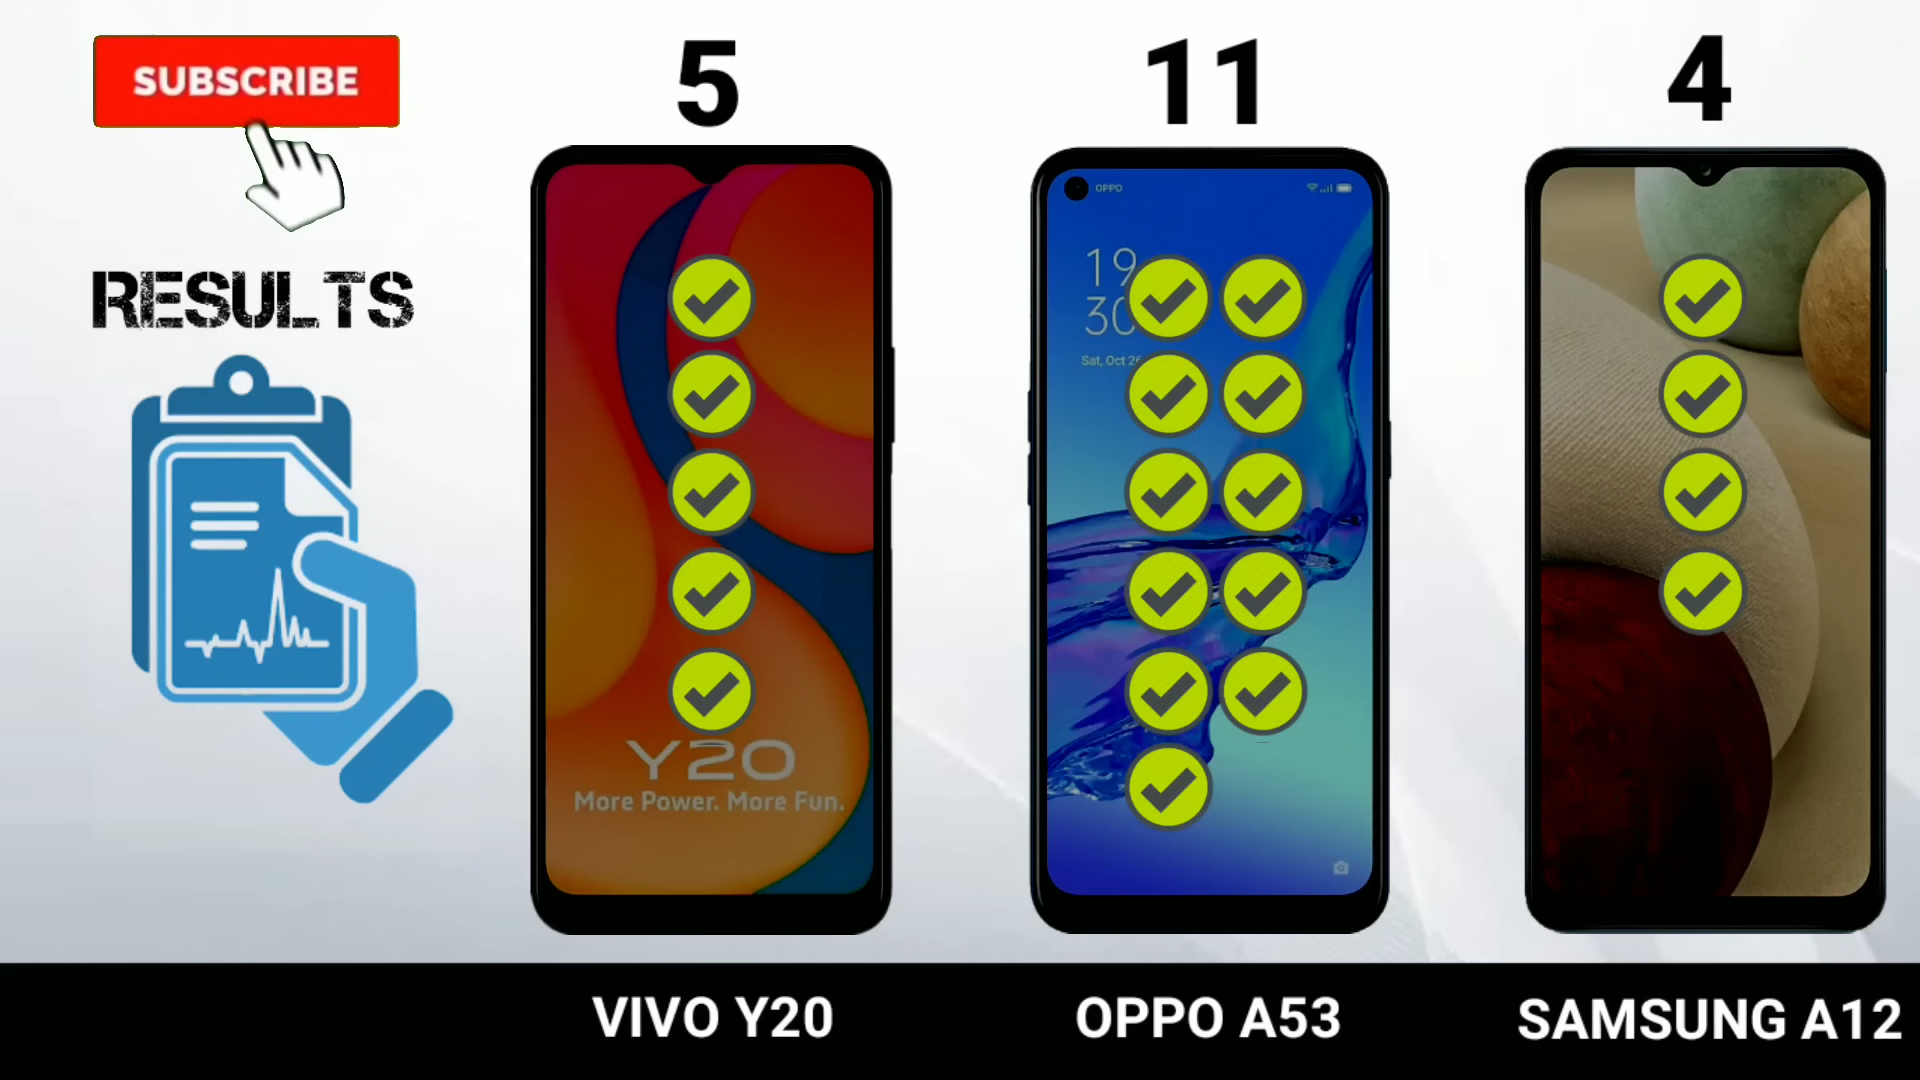 SUBSCRIBE
5
11
4
RESULTS
OPPO
19
30
Sat, Oct 26
Y20
More Power. More Fun.
VIVO Y20
OPPO A53
SAMSUNG A12